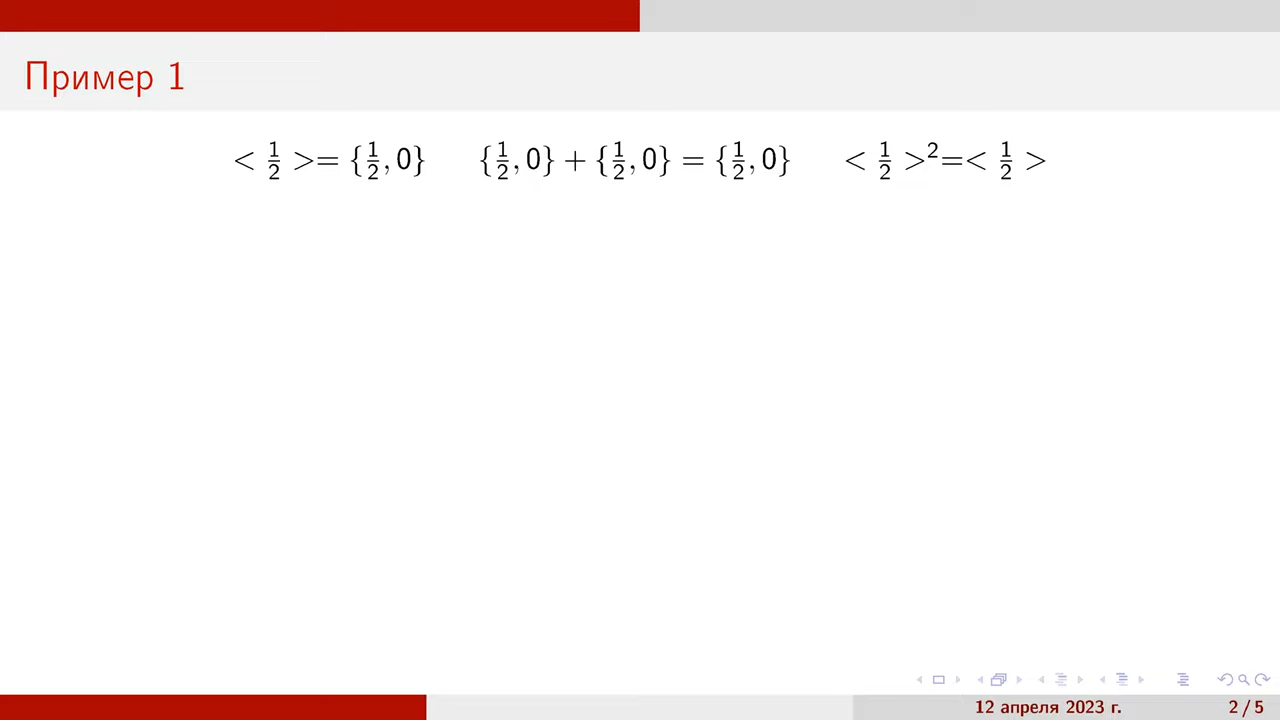 Пример 1
< 1/2 >= {1/2, 0} {1/2, 0} + {1/2, 0} = {1/2, 0} < 1/2 >²=< 1/2 >
12 апреля 2023 г. 2 / 5